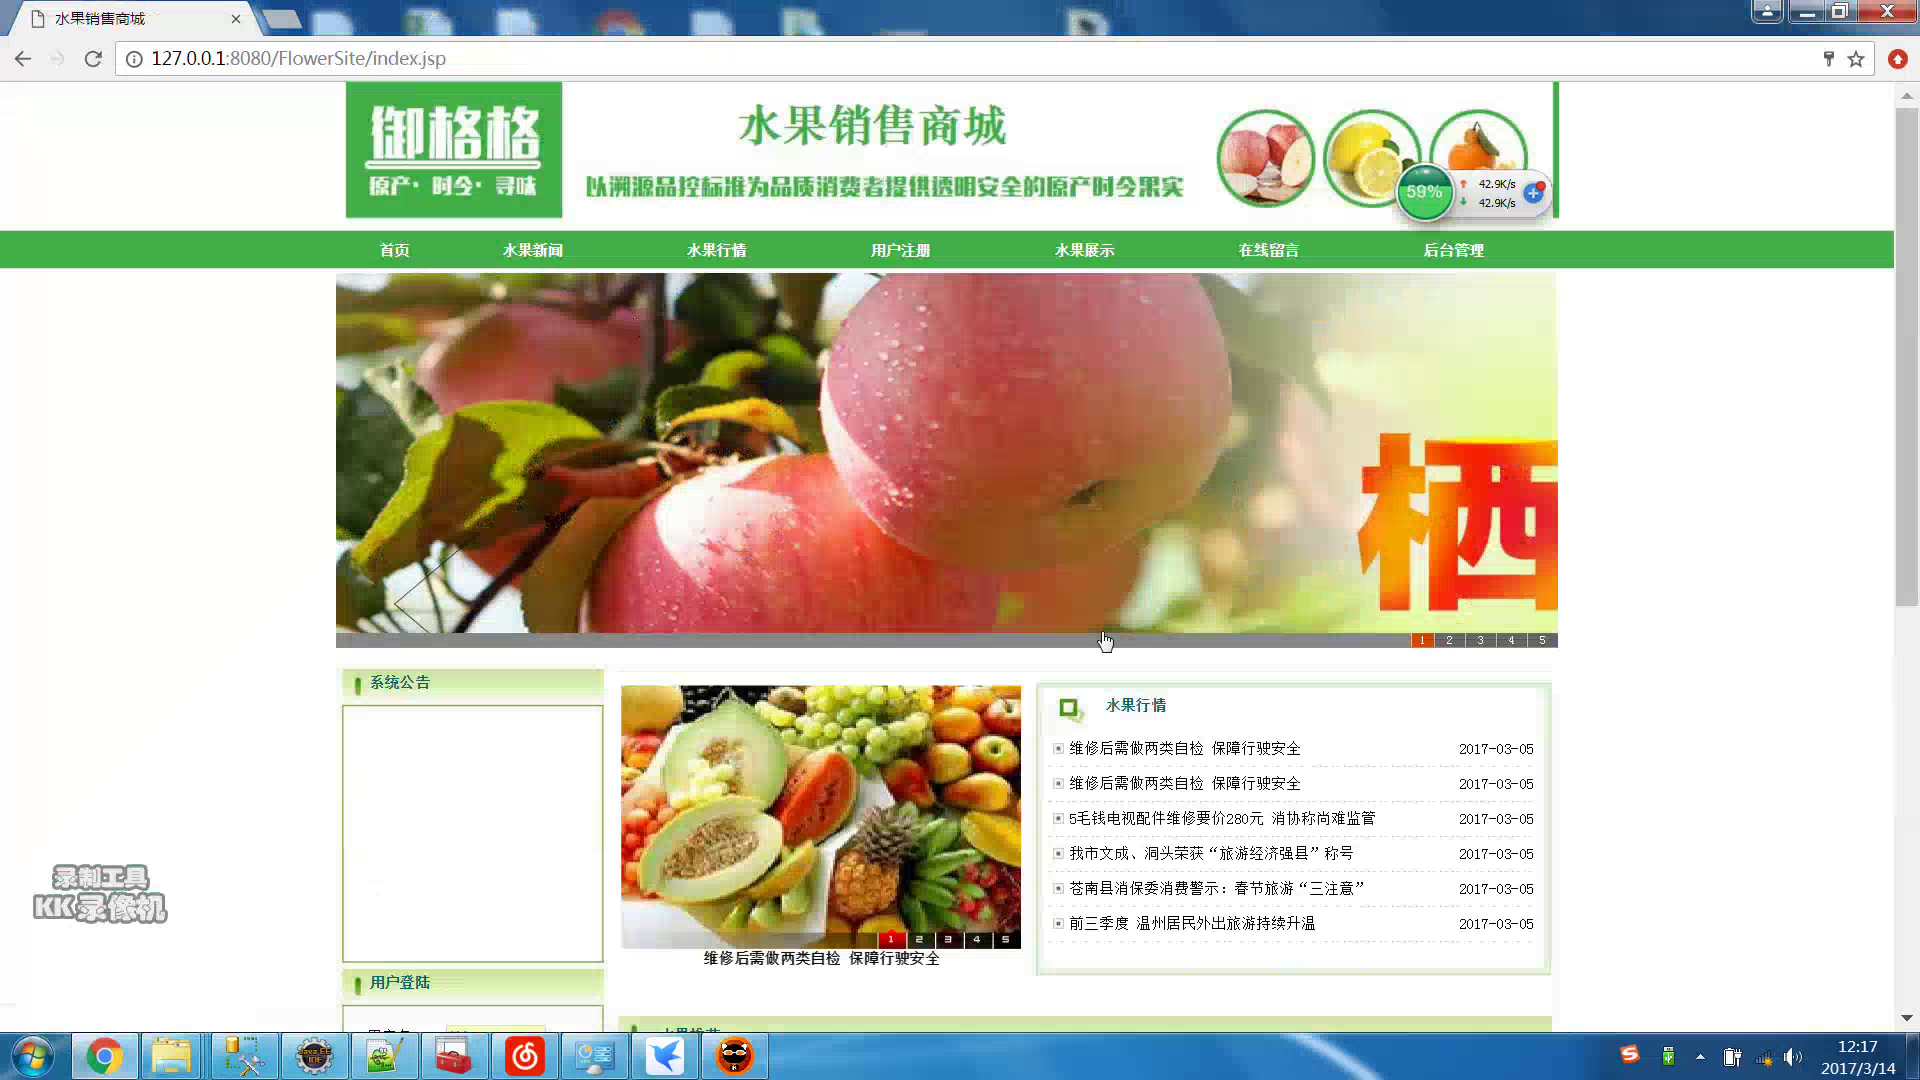 水果销售商城
127.0.0.1:8080/FlowerSite/index.jsp
御格格
原产· 时令· 寻味
水果销售商城
以溯源品控标准为品质消费者提供透明安全的原产时令果实
59%
42.9K/s
42.9K/s
首页 水果新闻 水果行情 用户注册 水果展示 在线留言 后台管理
栖
1 2 3 4 5
系统公告
水果行情
维修后需做两类自检 保障行驶安全 2017-03-05
维修后需做两类自检 保障行驶安全 2017-03-05
5毛钱电视配件维修要价280元 消协称尚难监管 2017-03-05
我市文成、洞头荣获“旅游经济强县”称号 2017-03-05
苍南县消保委消费警示：春节旅游“三注意” 2017-03-05
前三季度 温州居民外出旅游持续升温 2017-03-05
1 2 3 4 5
维修后需做两类自检 保障行驶安全
用户登陆
录制工具
KK录像机
Java EE
IDE
12:17
2017/3/14